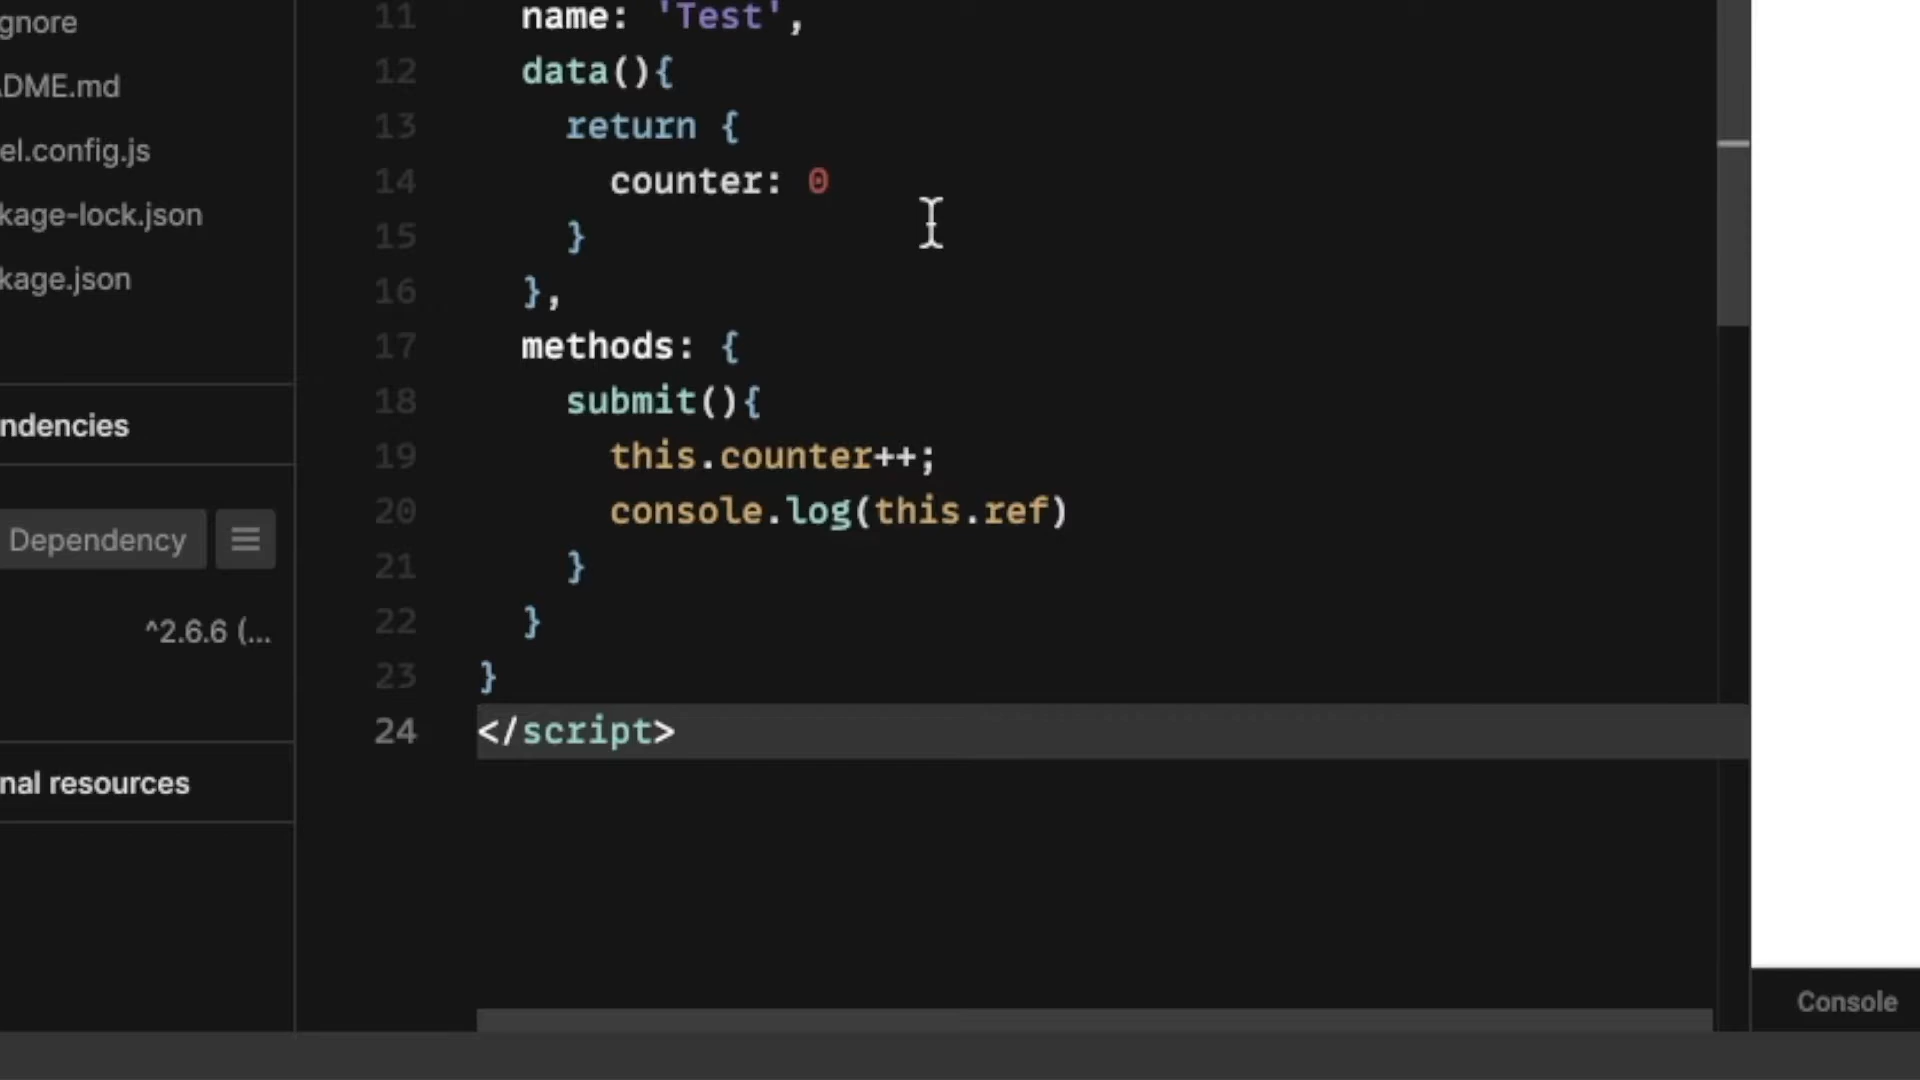 gnore
DME.md
el.config.js
kage-lock.json
kage.json
ndencies
Dependency
^2.6.6 (...
nal resources
11 name: 'Test',
12 data(){
13 return {
14 counter: 0
15 }
16 },
17 methods: {
18 submit(){
19 this.counter++;
20 console.log(this.ref)
21 }
22 }
23 }
24 </script>
Console